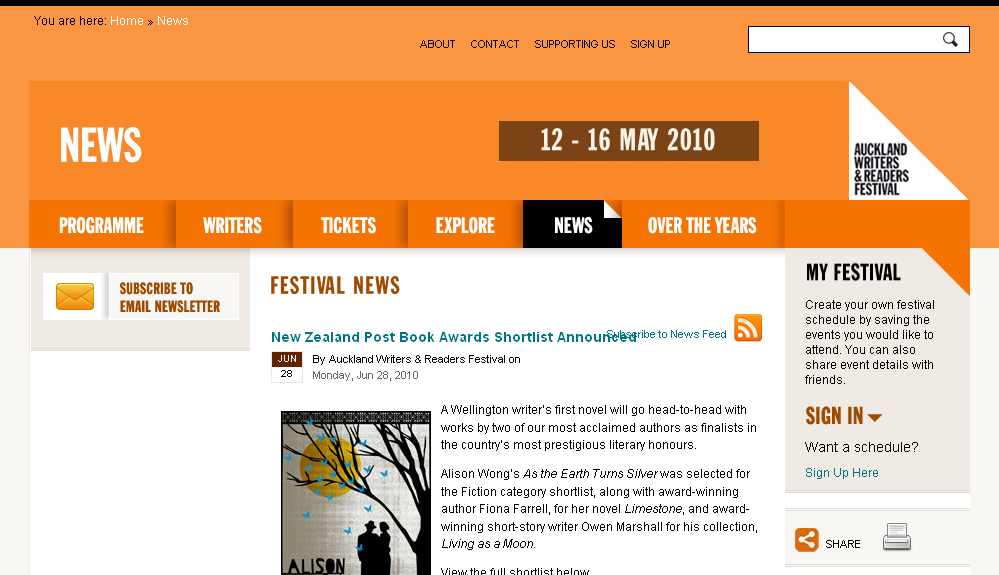 You are here: Home » News
ABOUT CONTACT SUPPORTING US SIGN UP
NEWS
12 - 16 MAY 2010
AUCKLAND
WRITERS
& READERS
FESTIVAL
PROGRAMME WRITERS TICKETS EXPLORE NEWS OVER THE YEARS
SUBSCRIBE TO
EMAIL NEWSLETTER
FESTIVAL NEWS
Subscribe to News Feed
New Zealand Post Book Awards Shortlist Announced
JUN
28
By Auckland Writers & Readers Festival on
Monday, Jun 28, 2010
A Wellington writer's first novel will go head-to-head with
works by two of our most acclaimed authors as finalists in
the country's most prestigious literary honours.
Alison Wong's As the Earth Turns Silver was selected for
the Fiction category shortlist, along with award-winning
author Fiona Farrell, for her novel Limestone, and award-
winning short-story writer Owen Marshall for his collection,
Living as a Moon.
View the full shortlist below
ALISON
MY FESTIVAL
Create your own festival
schedule by saving the
events you would like to
attend. You can also
share event details with
friends.
SIGN IN
Want a schedule?
Sign Up Here
SHARE